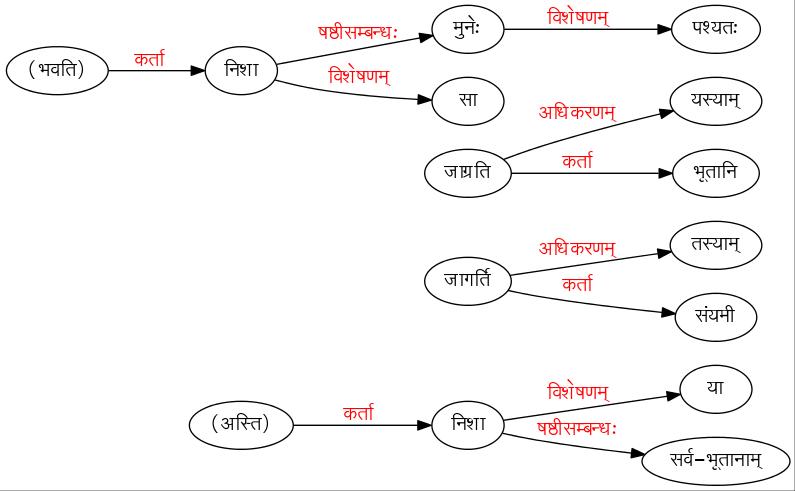 (भवति)
कर्ता
निशा
षष्ठीसम्बन्धः
मुनेः
विशेषणम्
पश्यतः
विशेषणम्
सा
जाग्रति
अधिकरणम्
यस्याम्
कर्ता
भूतानि
जागर्ति
अधिकरणम्
तस्याम्
कर्ता
संयमी
(अस्ति)
कर्ता
निशा
विशेषणम्
या
षष्ठीसम्बन्धः
सर्व-भूतानाम्